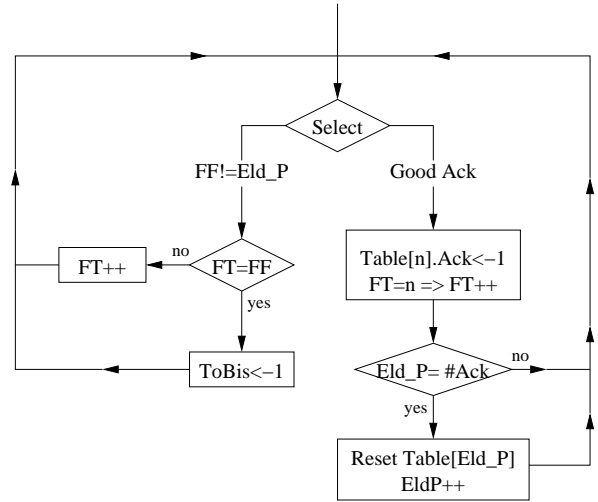 Select
FF!=Eld_P
Good Ack
FT++
no
FT=FF
yes
Table[n].Ack<−1
FT=n => FT++
ToBis<−1
Eld_P= #Ack
no
yes
Reset Table[Eld_P]
EldP++